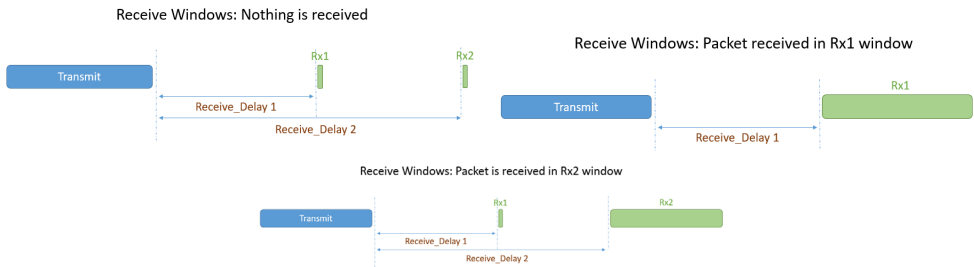 Receive Windows: Nothing is received
Rx1
Rx2
Transmit
Receive_Delay 1
Receive_Delay 2
Receive Windows: Packet received in Rx1 window
Rx1
Transmit
Receive_Delay 1
Receive Windows: Packet is received in Rx2 window
Rx1
Rx2
Transmit
Receive_Delay 1
Receive_Delay 2